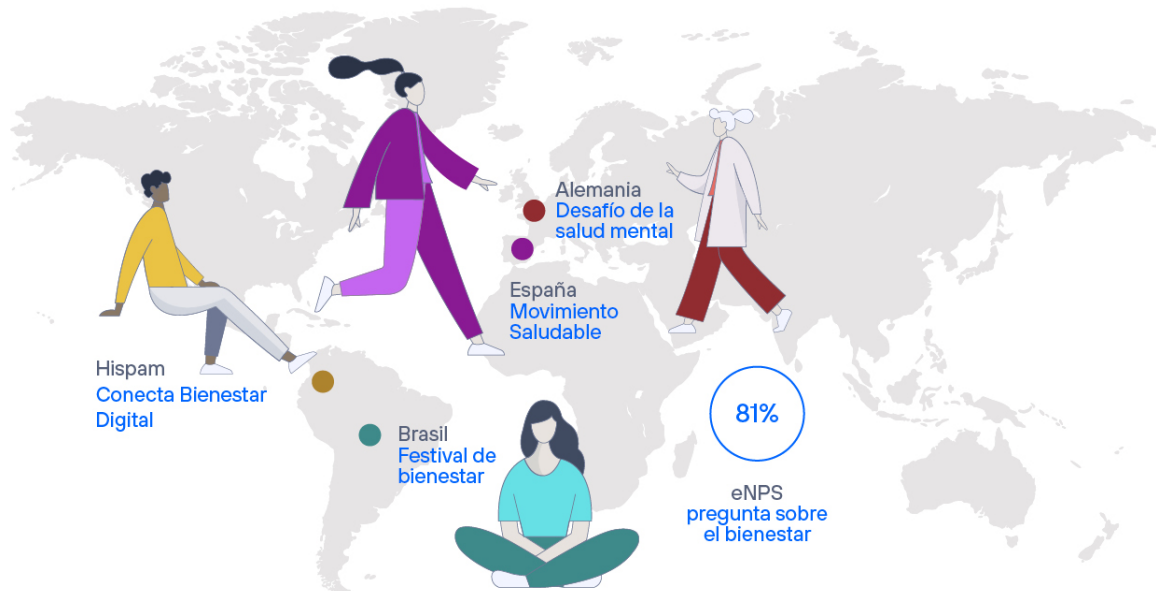 Alemania
Desafío de la
salud mental
España
Movimiento
Saludable
Hispam
Conecta Bienestar
Digital
Brasil
Festival de
bienestar
81%
eNPS
pregunta sobre
el bienestar